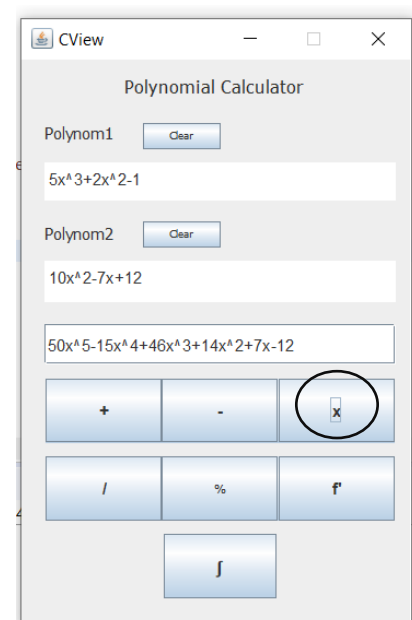 CView
Polynomial Calculator
Polynom1 Clear
5x^3+2x^2-1
Polynom2 Clear
10x^2-7x+12
50x^5-15x^4+46x^3+14x^2+7x-12
+ - x
/ % f'
∫